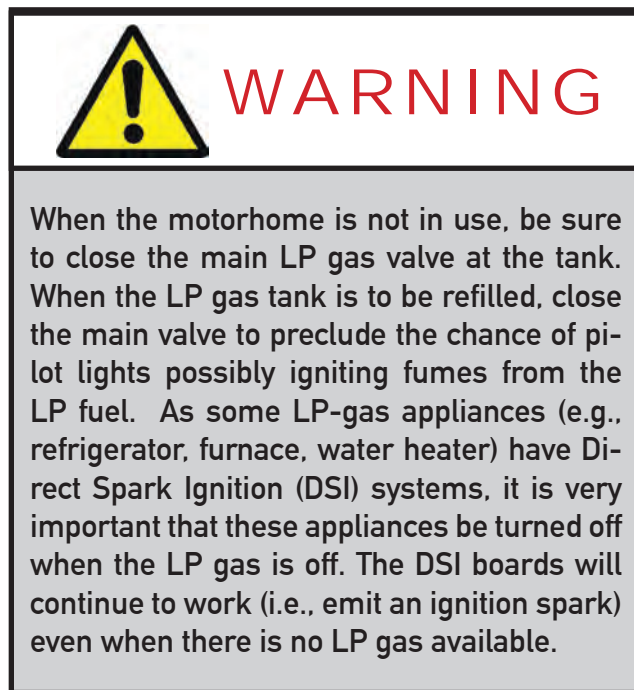 WARNING
When the motorhome is not in use, be sure
to close the main LP gas valve at the tank.
When the LP gas tank is to be refilled, close
the main valve to preclude the chance of pi-
lot lights possibly igniting fumes from the
LP fuel.  As some LP-gas appliances (e.g.,
refrigerator, furnace, water heater) have Di-
rect Spark Ignition (DSI) systems, it is very
important that these appliances be turned off
when the LP gas is off. The DSI boards will
continue to work (i.e., emit an ignition spark)
even when there is no LP gas available.